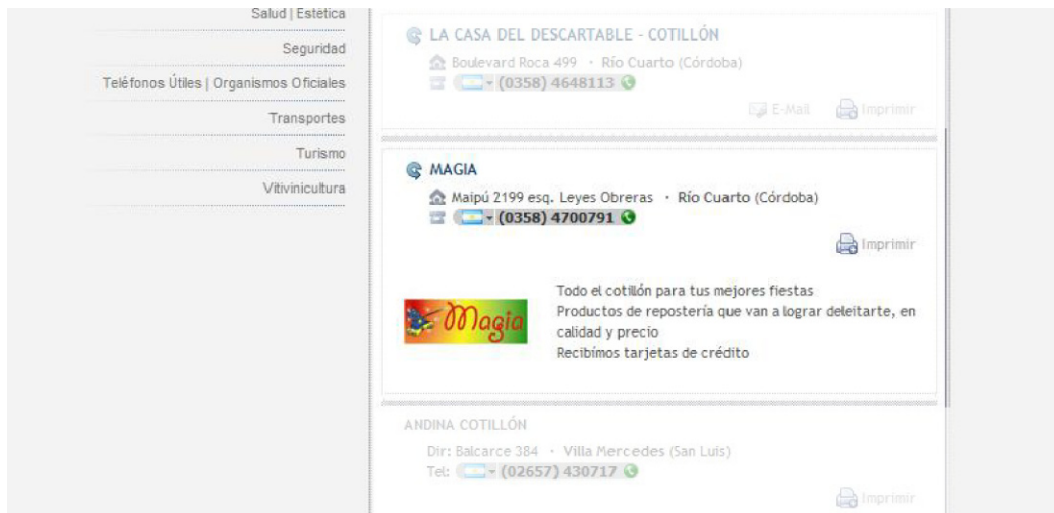 Salud | Estética
Seguridad
Teléfonos Útiles | Organismos Oficiales
Transportes
Turismo
Vitivinicultura
LA CASA DEL DESCARTABLE - COTILLÓN
Boulevard Roca 499 · Río Cuarto (Córdoba)
(0358) 4648113
E-Mail Imprimir
MAGIA
Maipú 2199 esq. Leyes Obreras · Río Cuarto (Córdoba)
(0358) 4700791
Imprimir
Magia
Todo el cotillón para tus mejores fiestas
Productos de repostería que van a lograr deleitarte, en
calidad y precio
Recibímos tarjetas de crédito
ANDINA COTILLÓN
Dir: Balcarce 384 · Villa Mercedes (San Luis)
Tel: (02657) 430717
Imprimir